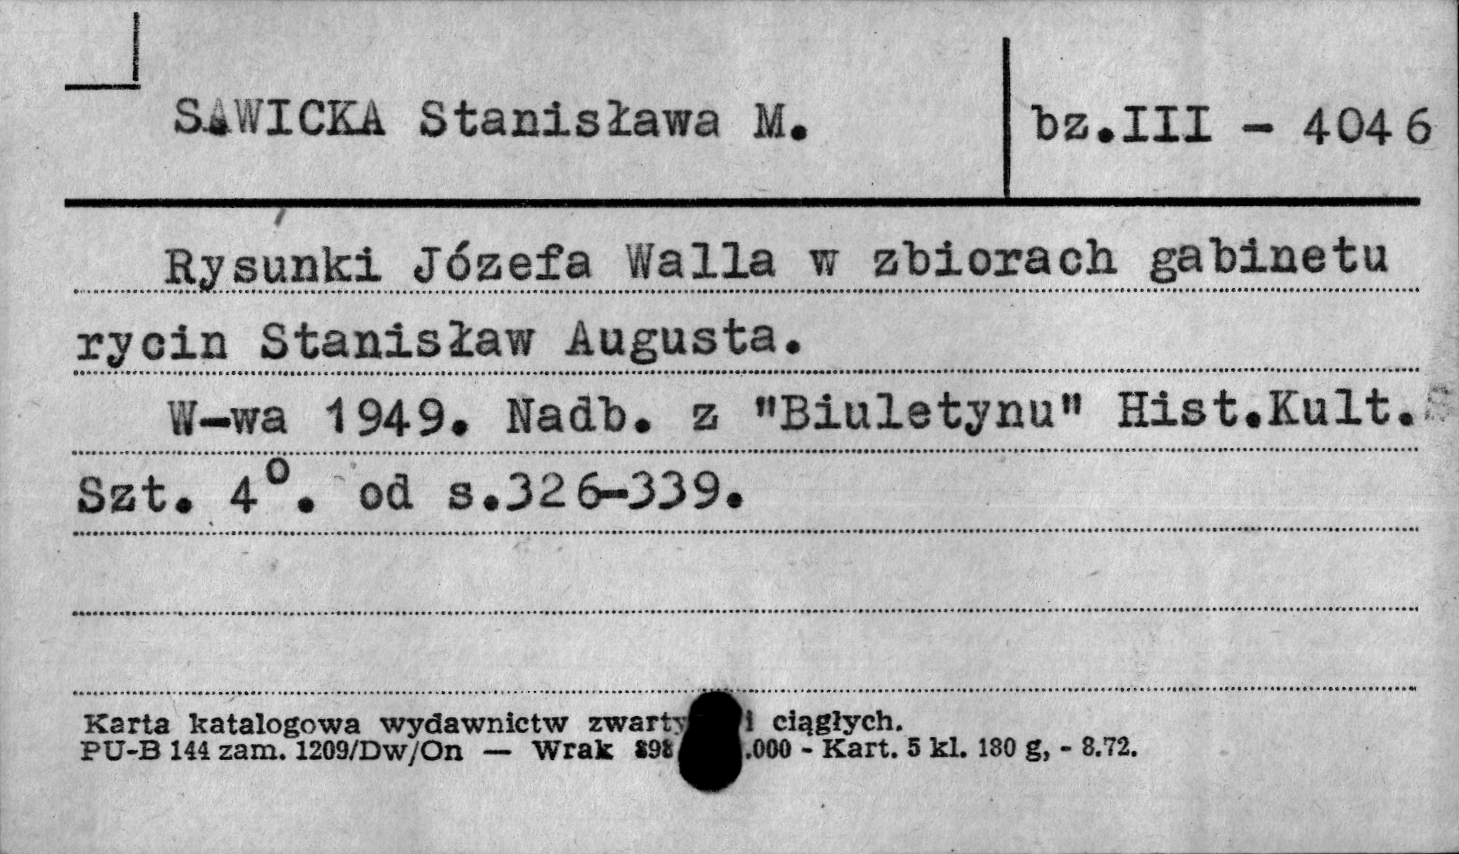 SAWICKA Stanisława M.
bz.III - 4046
Rysunki Józefa Walla w zbiorach gabinetu
rycin Stanisław Augusta.
W-wa 1949. Nadb. z "Biuletynu" Hist.Kult.
Szt. 4º. od s.326-339.
Karta katalogowa wydawnictw i ciągłych.
PU-B 144 zam. 1209/Dw/On — Wrak .000 - Kart. 5 kl. 180 g, - 8.72.